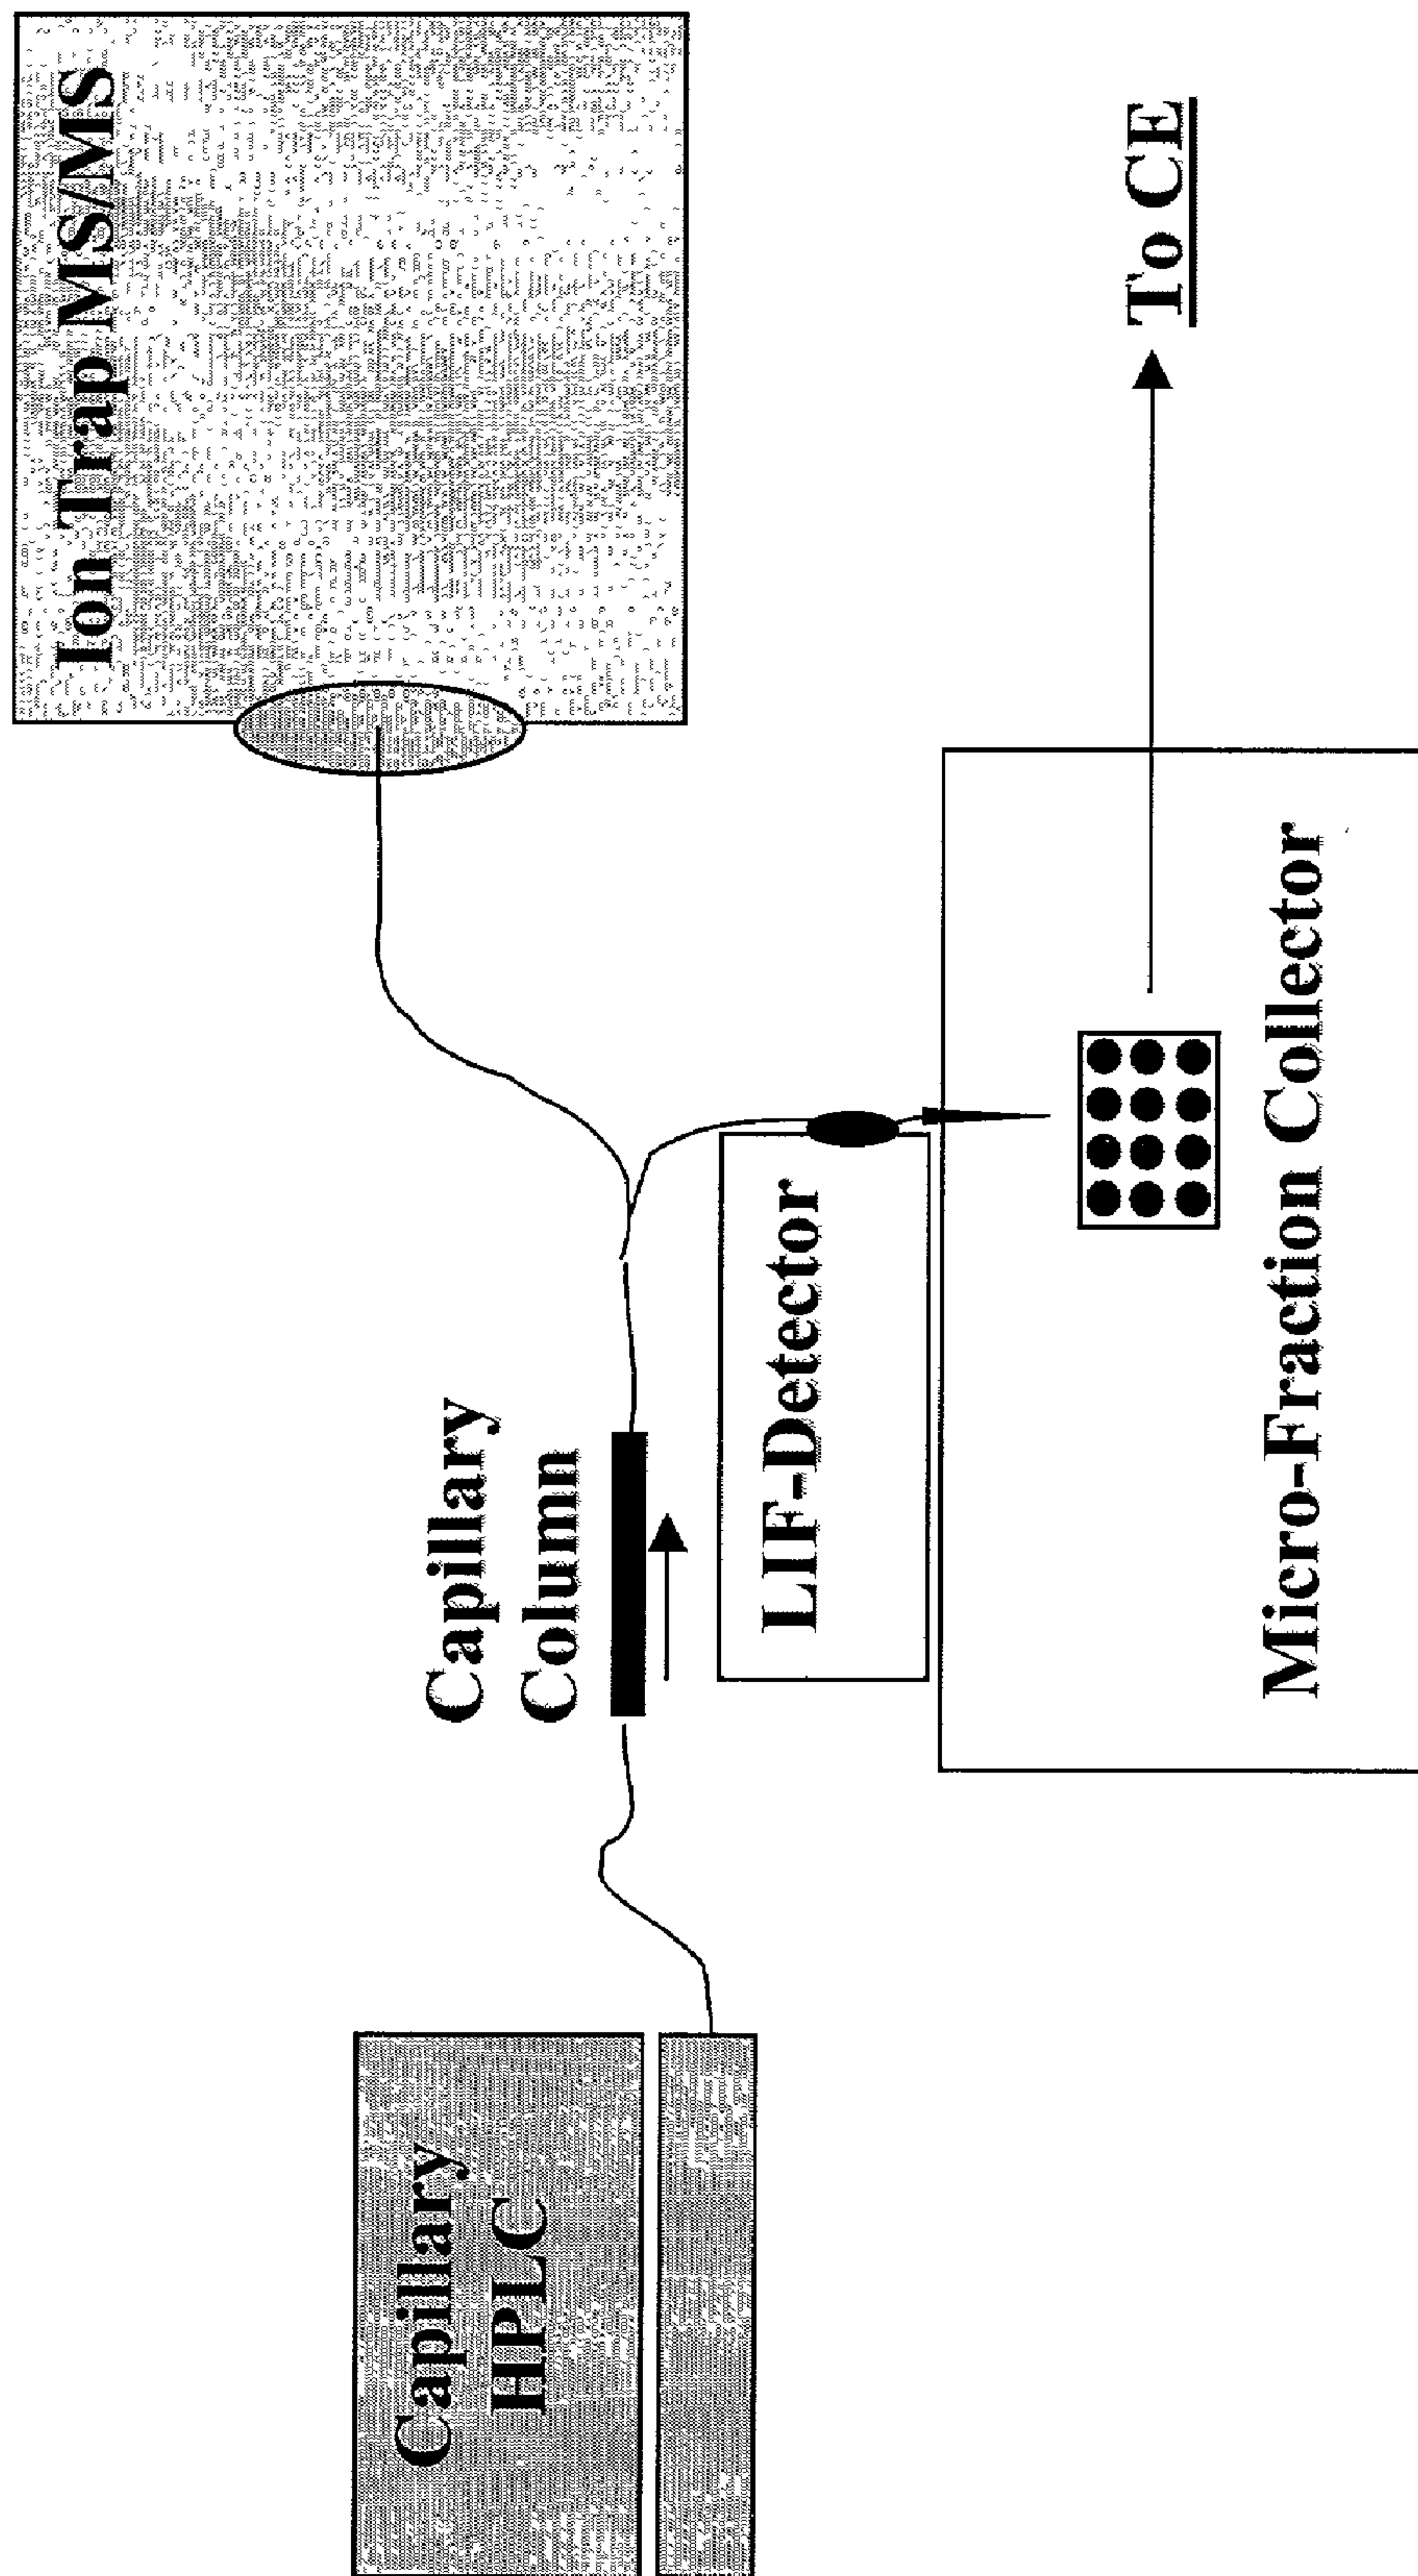 Capillary
HPLC
Capillary
Column
Ion Trap MS/MS
LIF-Detector
To CE
Micro-Fraction Collector